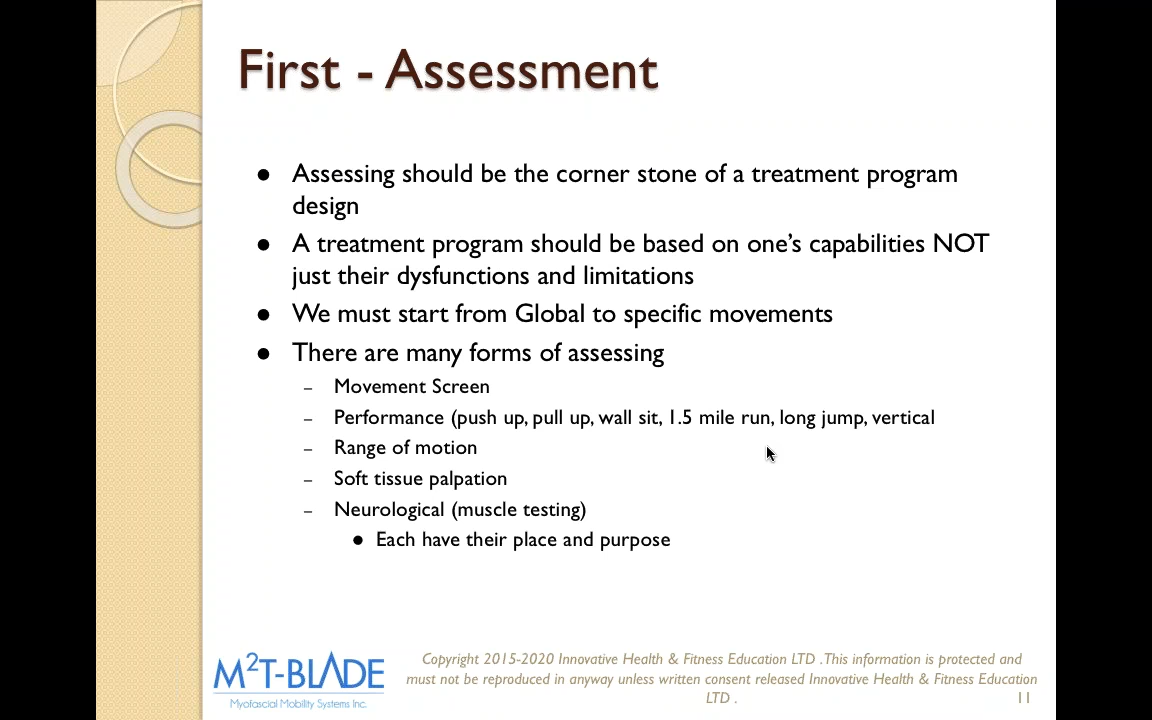 First - Assessment
● Assessing should be the corner stone of a treatment program
design
● A treatment program should be based on one’s capabilities NOT
just their dysfunctions and limitations
● We must start from Global to specific movements
● There are many forms of assessing
– Movement Screen
– Performance (push up, pull up, wall sit, 1.5 mile run, long jump, vertical
– Range of motion
– Soft tissue palpation
– Neurological (muscle testing)
● Each have their place and purpose
M²T-BLADE
Myofascial Mobility Systems Inc.
Copyright 2015-2020 Innovative Health & Fitness Education LTD .This information is protected and
must not be reproduced in anyway unless written consent released Innovative Health & Fitness Education
LTD .
11